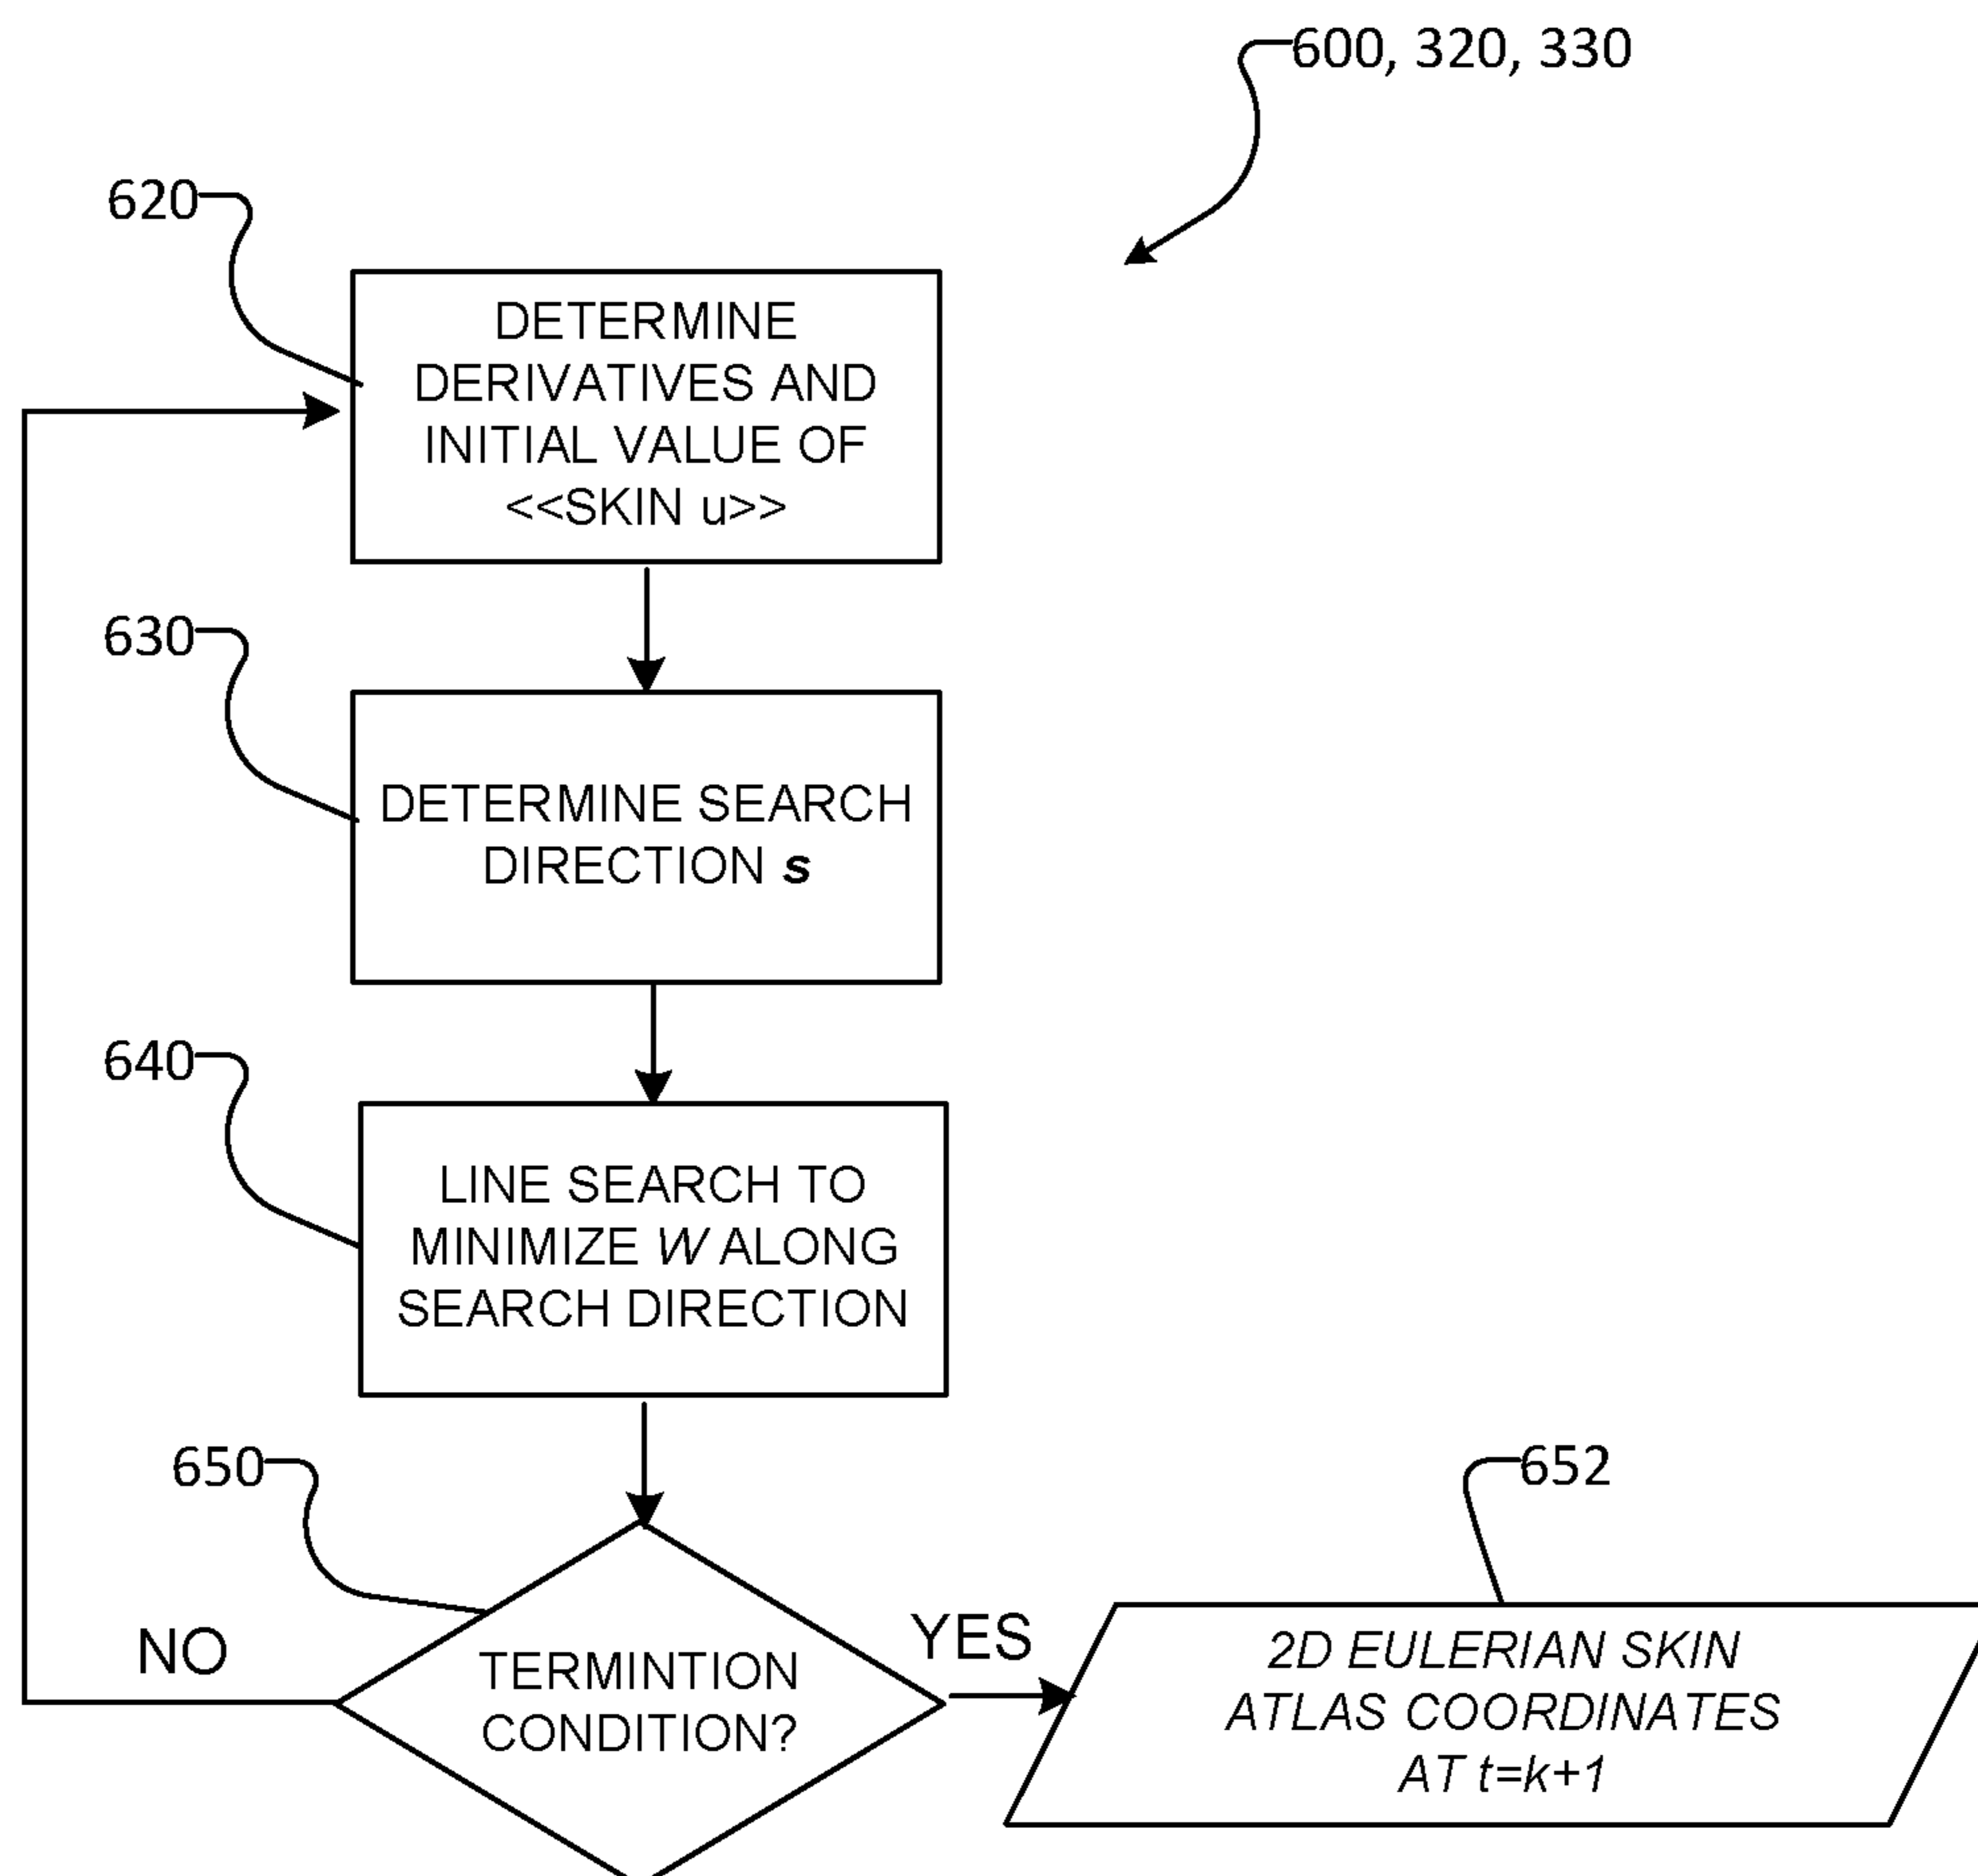 600, 320, 330
620
DETERMINE
DERIVATIVES AND
INITIAL VALUE OF
<<SKIN u>>
630
DETERMINE SEARCH
DIRECTION s
640
LINE SEARCH TO
MINIMIZE W ALONG
SEARCH DIRECTION
650
652
NO
TERMINTION
CONDITION?
YES
2D EULERIAN SKIN
ATLAS COORDINATES
AT t=k+1